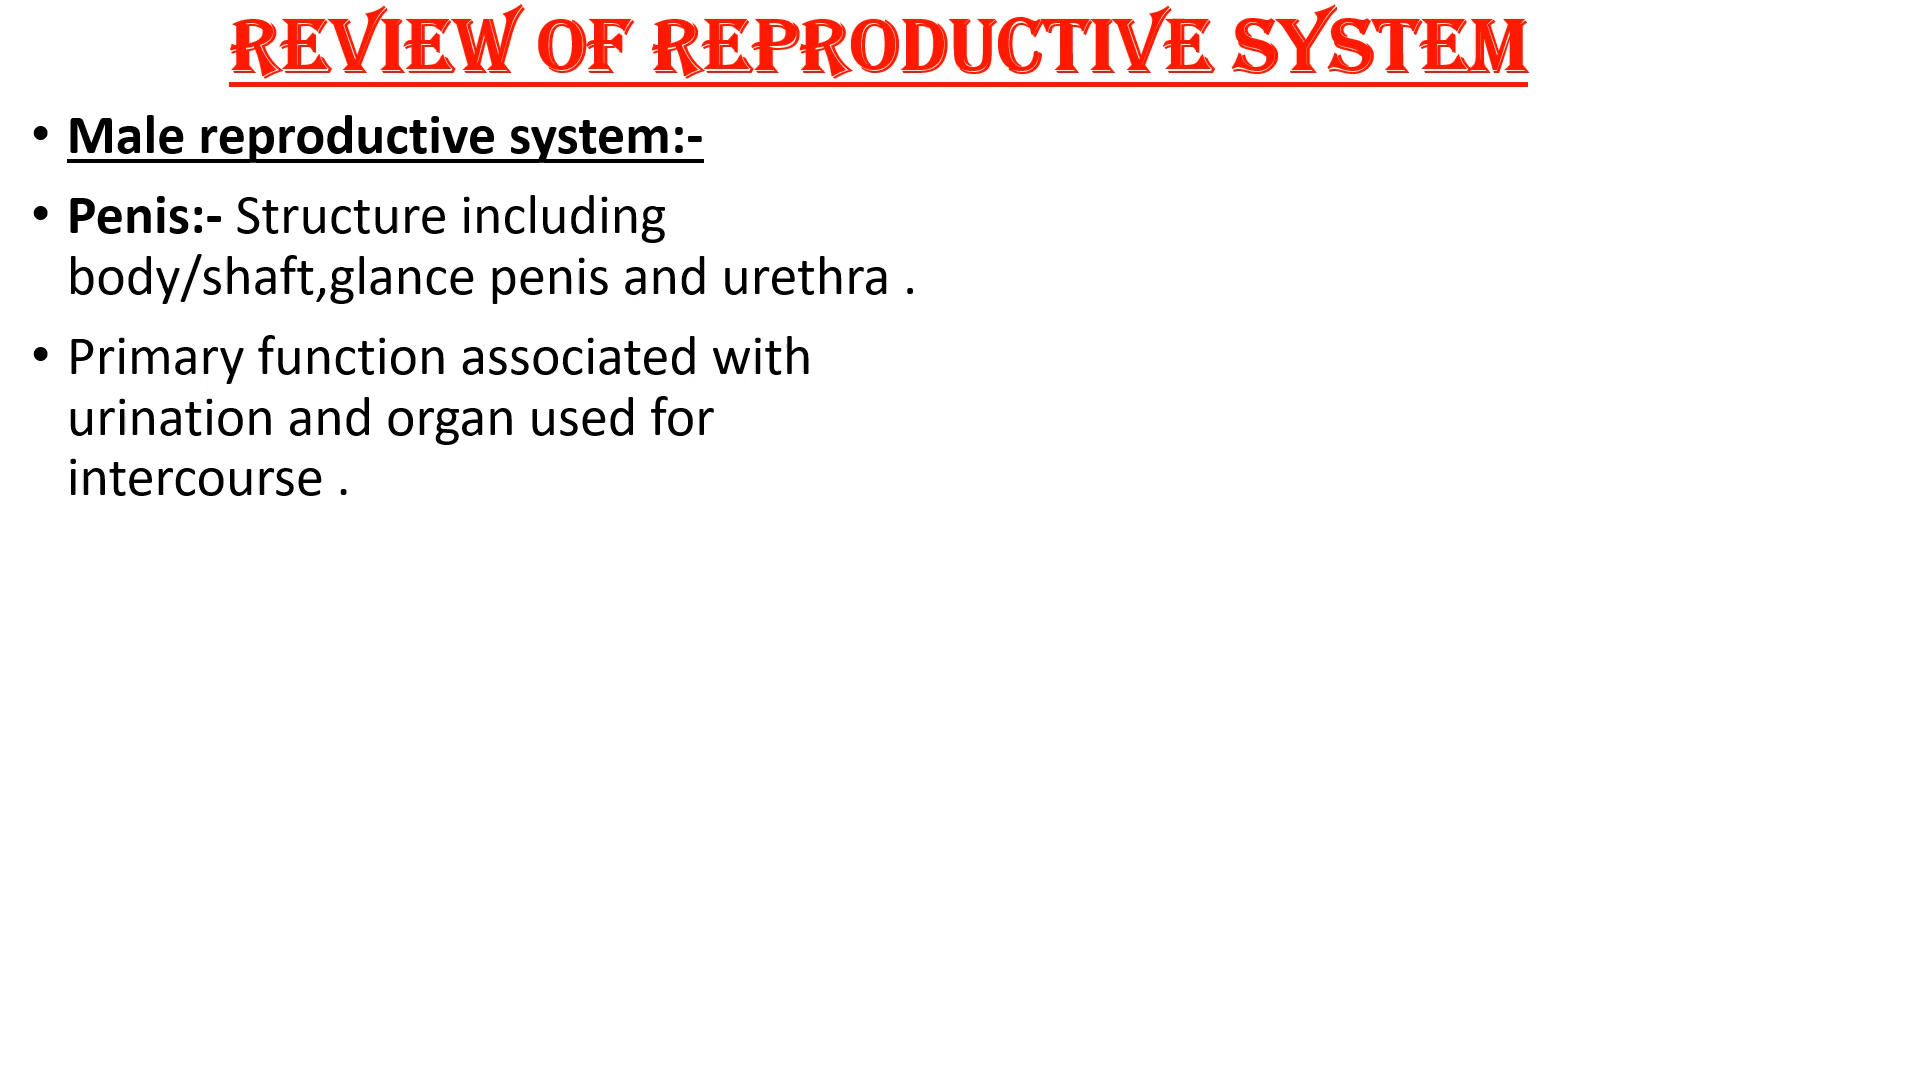 REVIEW OF REPRODUCTIVE SYSTEM
• Male reproductive system:-
• Penis:- Structure including
body/shaft,glance penis and urethra .
• Primary function associated with
urination and organ used for
intercourse .